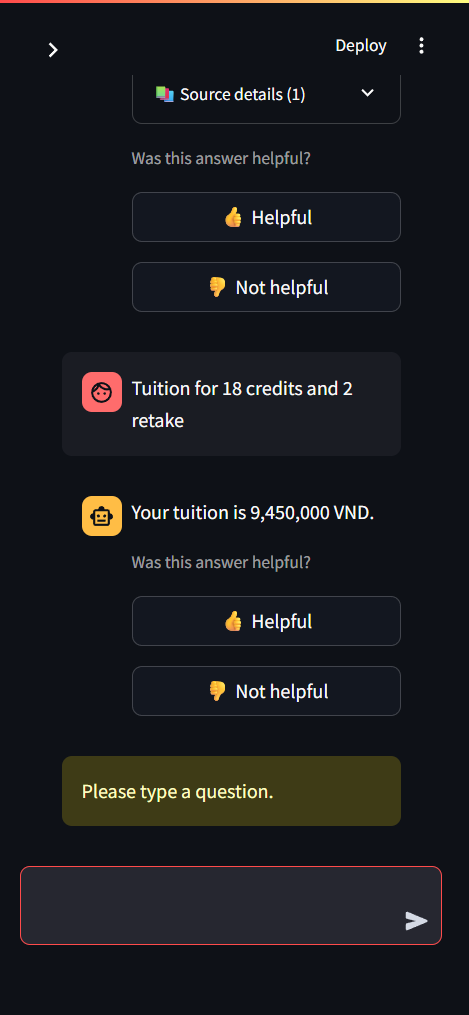 Deploy
Source details (1)
Was this answer helpful?
👍 Helpful
👎 Not helpful
Tuition for 18 credits and 2
retake
Your tuition is 9,450,000 VND.
Was this answer helpful?
👍 Helpful
👎 Not helpful
Please type a question.